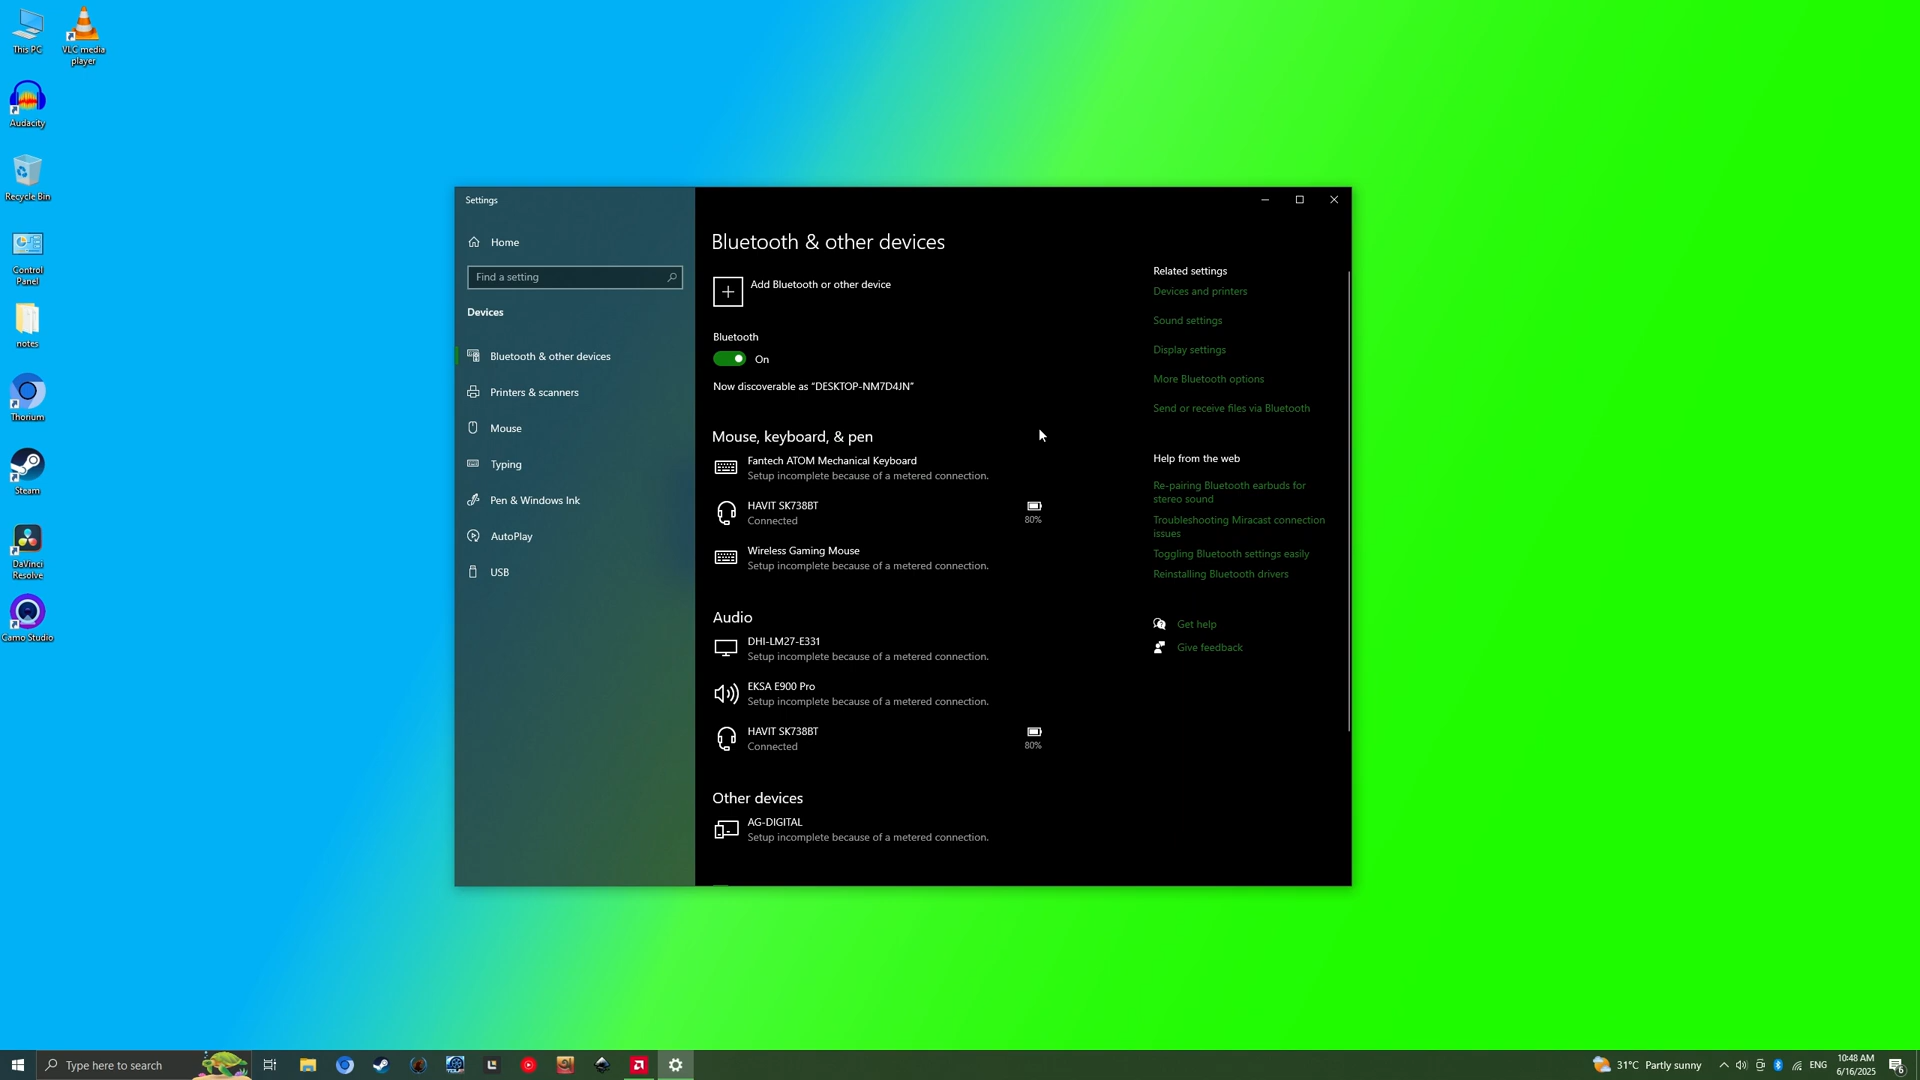 This PC
VLC media
player
Audacity
Recycle Bin
Control
Panel
notes
Thorium
Steam
DaVinci
Resolve
Camo Studio
Settings
Home
Find a setting
Devices
Bluetooth & other devices
Printers & scanners
Mouse
Typing
Pen & Windows Ink
AutoPlay
USB
Bluetooth & other devices
Add Bluetooth or other device
Bluetooth
On
Now discoverable as “DESKTOP-NM7D4JN”
Mouse, keyboard, & pen
Fantech ATOM Mechanical Keyboard
Setup incomplete because of a metered connection.
HAVIT SK738BT
Connected
80%
Wireless Gaming Mouse
Setup incomplete because of a metered connection.
Audio
DHI-LM27-E331
Setup incomplete because of a metered connection.
EKSA E900 Pro
Setup incomplete because of a metered connection.
HAVIT SK738BT
Connected
80%
Other devices
AG-DIGITAL
Setup incomplete because of a metered connection.
Related settings
Devices and printers
Sound settings
Display settings
More Bluetooth options
Send or receive files via Bluetooth
Help from the web
Re-pairing Bluetooth earbuds for
stereo sound
Troubleshooting Miracast connection
issues
Toggling Bluetooth settings easily
Reinstalling Bluetooth drivers
Get help
Give feedback
Type here to search
31°C Partly sunny
ENG
10:48 AM
6/16/2025
6